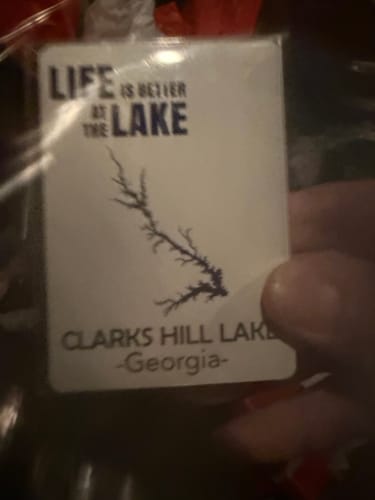 LIFE IS BETTER
AT
THE LAKE
CLARKS HILL LAKE
-Georgia-